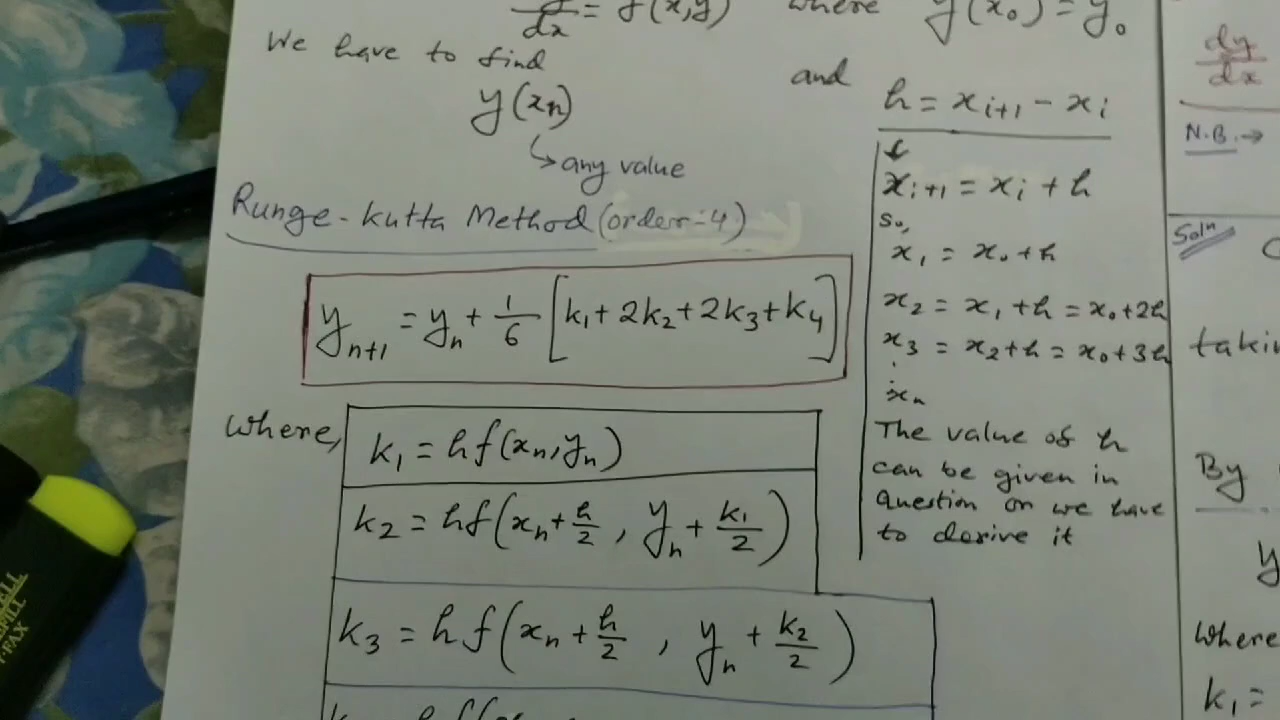 dy/dx = f(x,y) where y(x₀) = y₀
We have to find
y(xₙ)
↳ any value
and
h = xᵢ₊₁ - xᵢ
↓
xᵢ₊₁ = xᵢ + h
So,
x₁ = x₀ + h
x₂ = x₁ + h = x₀ + 2h
x₃ = x₂ + h = x₀ + 3h
⋮
xₙ
The value of h
can be given in
question or we have
to derive it
Runge-Kutta Method (order=4)
yₙ₊₁ = yₙ + 1/6 [k₁ + 2k₂ + 2k₃ + k₄]
Where,
k₁ = hf(xₙ,yₙ)
k₂ = hf(xₙ + h/2 , yₙ + k₁/2)
k₃ = hf(xₙ + h/2 , yₙ + k₂/2)
dy/dx
N.B.→
Soln
By
y
Where
k₁ =